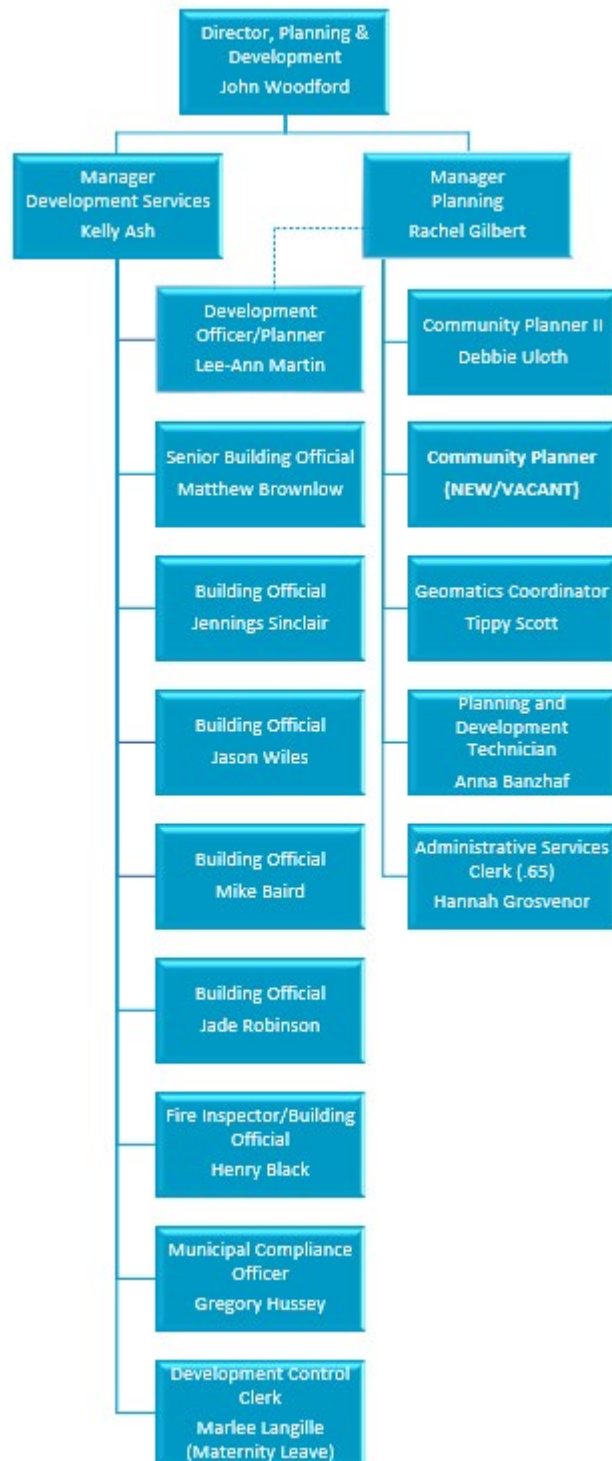 Director, Planning &
Development
John Woodford
Manager
Development Services
Kelly Ash
Manager
Planning
Rachel Gilbert
Development
Officer/Planner
Lee-Ann Martin
Senior Building Official
Matthew Brownlow
Building Official
Jennings Sinclair
Building Official
Jason Wiles
Building Official
Mike Baird
Building Official
Jade Robinson
Fire Inspector/Building
Official
Henry Black
Municipal Compliance
Officer
Gregory Hussey
Development Control
Clerk
Marlee Langille
(Maternity Leave)
Community Planner II
Debbie Uloth
Community Planner
(NEW/VACANT)
Geomatics Coordinator
Tippy Scott
Planning and
Development
Technician
Anna Banzhaf
Administrative Services
Clerk (.65)
Hannah Grosvenor